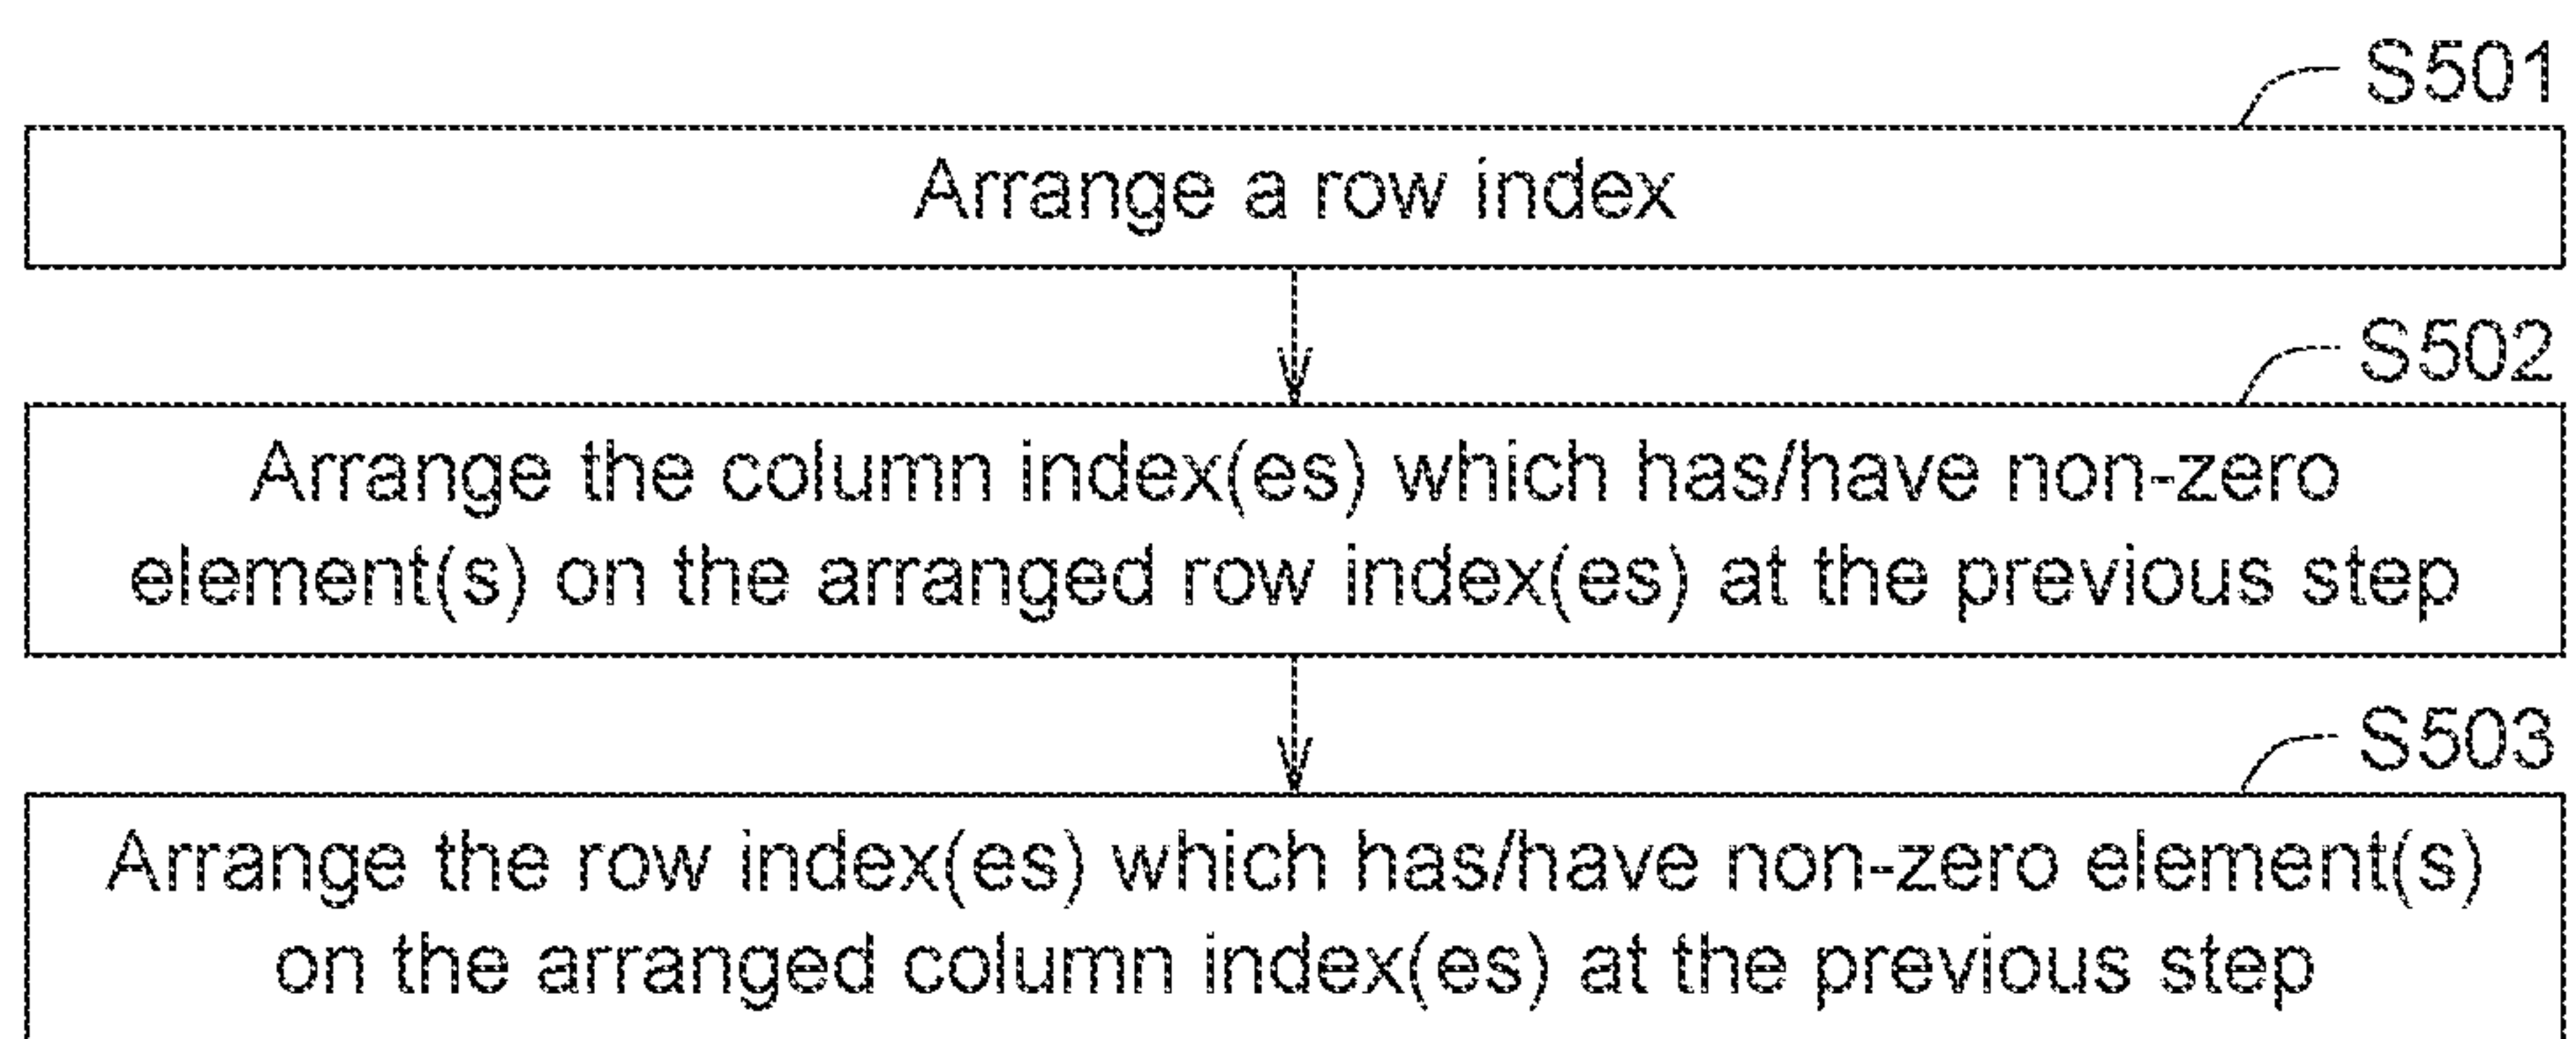 S501
Arrange a row index
S502
Arrange the column index(es) which has/have non-zero
element(s) on the arranged row index(es) at the previous step
S503
Arrange the row index(es) which has/have non-zero element(s)
on the arranged column index(es) at the previous step